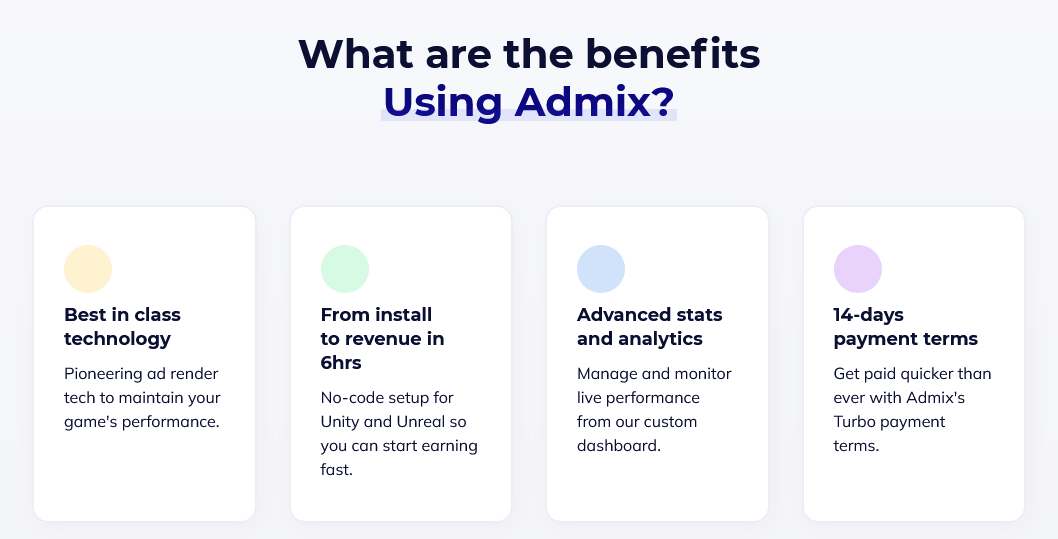 What are the benefits
Using Admix?
Best in class
technology
Pioneering ad render
tech to maintain your
game's performance.
From install
to revenue in
6hrs
No-code setup for
Unity and Unreal so
you can start earning
fast.
Advanced stats
and analytics
Manage and monitor
live performance
from our custom
dashboard.
14-days
payment terms
Get paid quicker than
ever with Admix's
Turbo payment
terms.